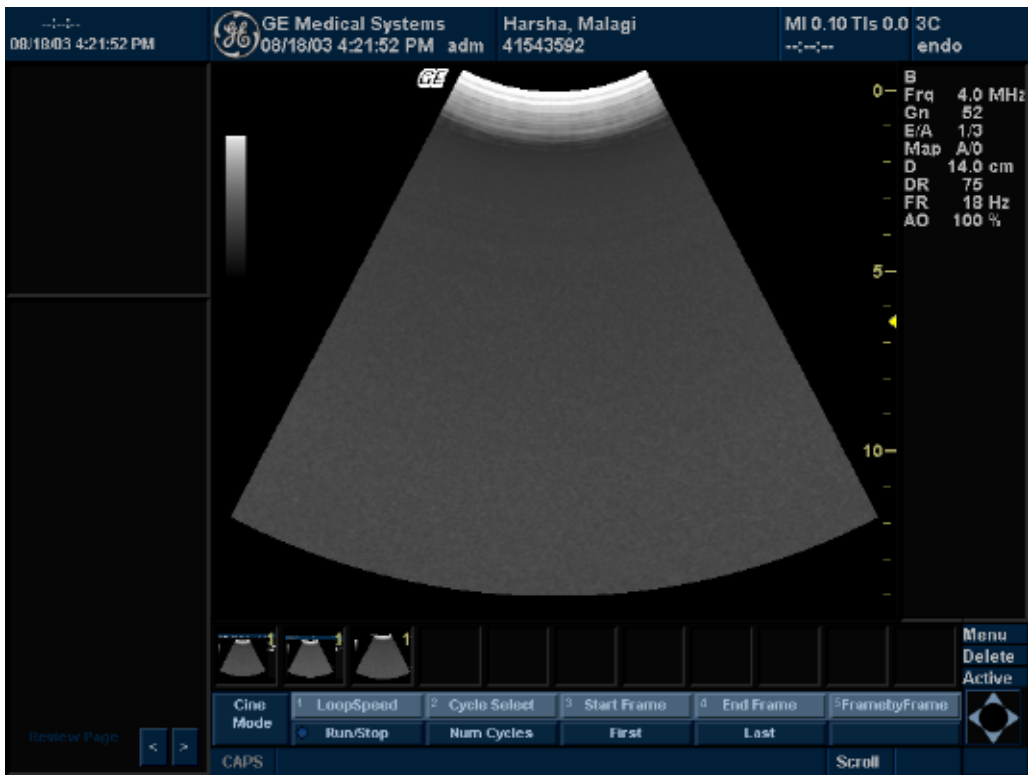 --:--:--
08/18/03 4:21:52 PM
GE Medical Systems
08/18/03 4:21:52 PM adm
Harsha, Malagi
41543592
MI 0.10 TIs 0.0
--:--:--
3C
endo
GE
B
Frq 4.0 MHz
Gn 52
E/A 1/3
Map A/0
D 14.0 cm
DR 75
FR 18 Hz
AO 100 %
0
5
10
1
1
1
Menu
Delete
Active
Cine
Mode
1 LoopSpeed
2 Cycle Select
3 Start Frame
4 End Frame
5 FramebyFrame
Run/Stop
Num Cycles
First
Last
Review Page
< >
CAPS
Scroll